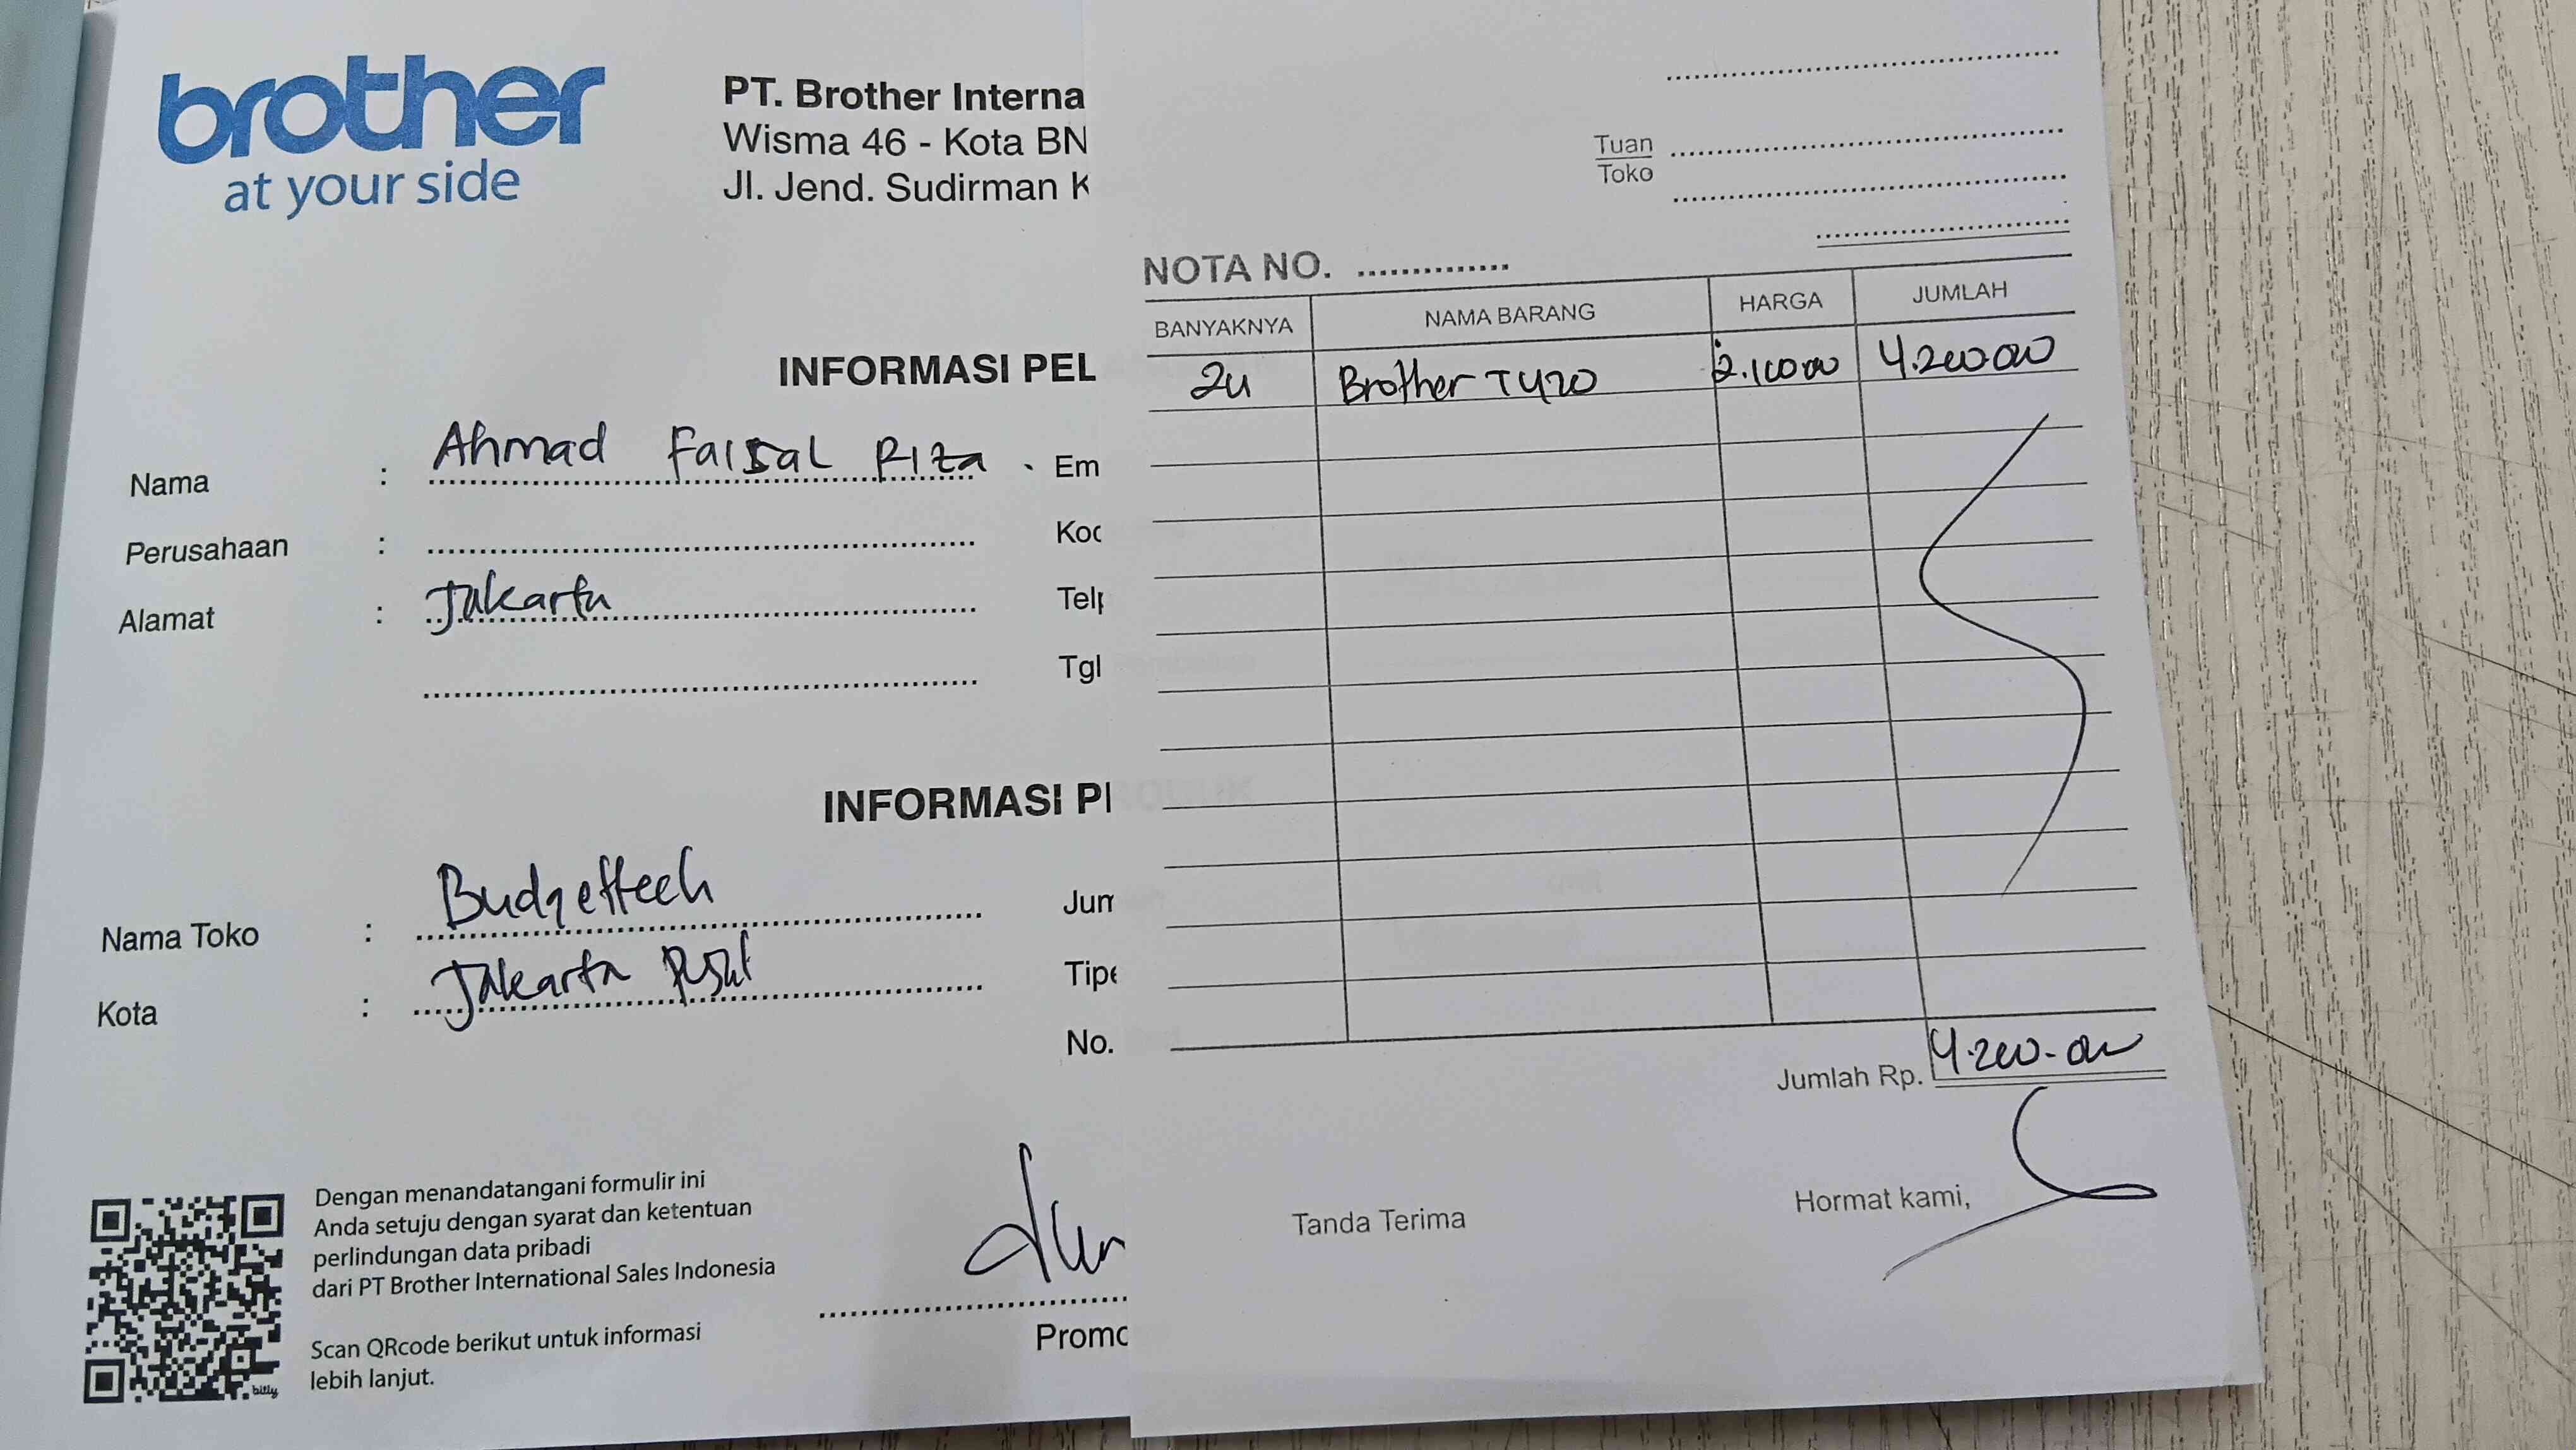 brother
at your side
PT. Brother Interna
Wisma 46 - Kota BN
Jl. Jend. Sudirman K
INFORMASI PEL
Nama : Ahmad Faisal Riza . Em
Perusahaan : Koc
Alamat : Jakarta Telp
Tgl
INFORMASI PI
Nama Toko : Budgettech Jum
Kota : Jakarta Pusat Tipe
No.
Dengan menandatangani formulir ini
Anda setuju dengan syarat dan ketentuan
perlindungan data pribadi
dari PT Brother International Sales Indonesia
Scan QRcode berikut untuk informasi
lebih lanjut.
bitly
Promo
Tuan
Toko
NOTA NO.
BANYAKNYA NAMA BARANG HARGA JUMLAH
2u Brother T420 2.100.000 4.200.000
Jumlah Rp. 4.200.000
Tanda Terima Hormat kami,